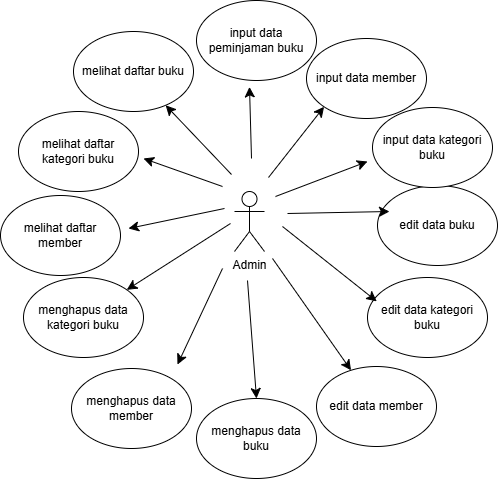 input data
peminjaman buku
melihat daftar buku
input data member
melihat daftar
kategori buku
input data kategori
buku
melihat daftar
member
edit data buku
Admin
menghapus data
kategori buku
edit data kategori
buku
menghapus data
member
edit data member
menghapus data
buku